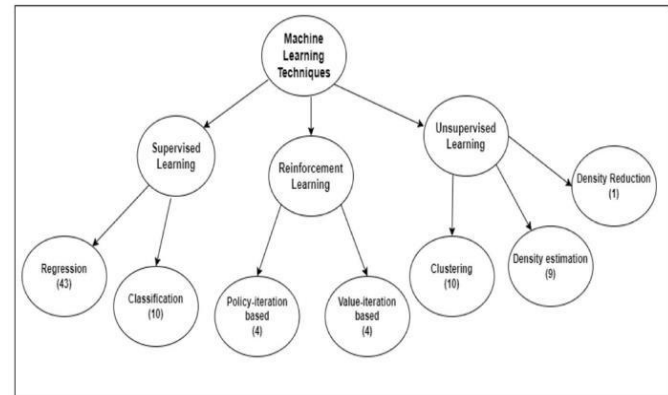 Machine
Learning
Techniques
Supervised
Learning
Reinforcement
Learning
Unsupervised
Learning
Density Reduction
(1)
Regression
(43)
Classification
(10)
Policy-iteration
based
(4)
Value-iteration
based
(4)
Clustering
(10)
Density estimation
(9)